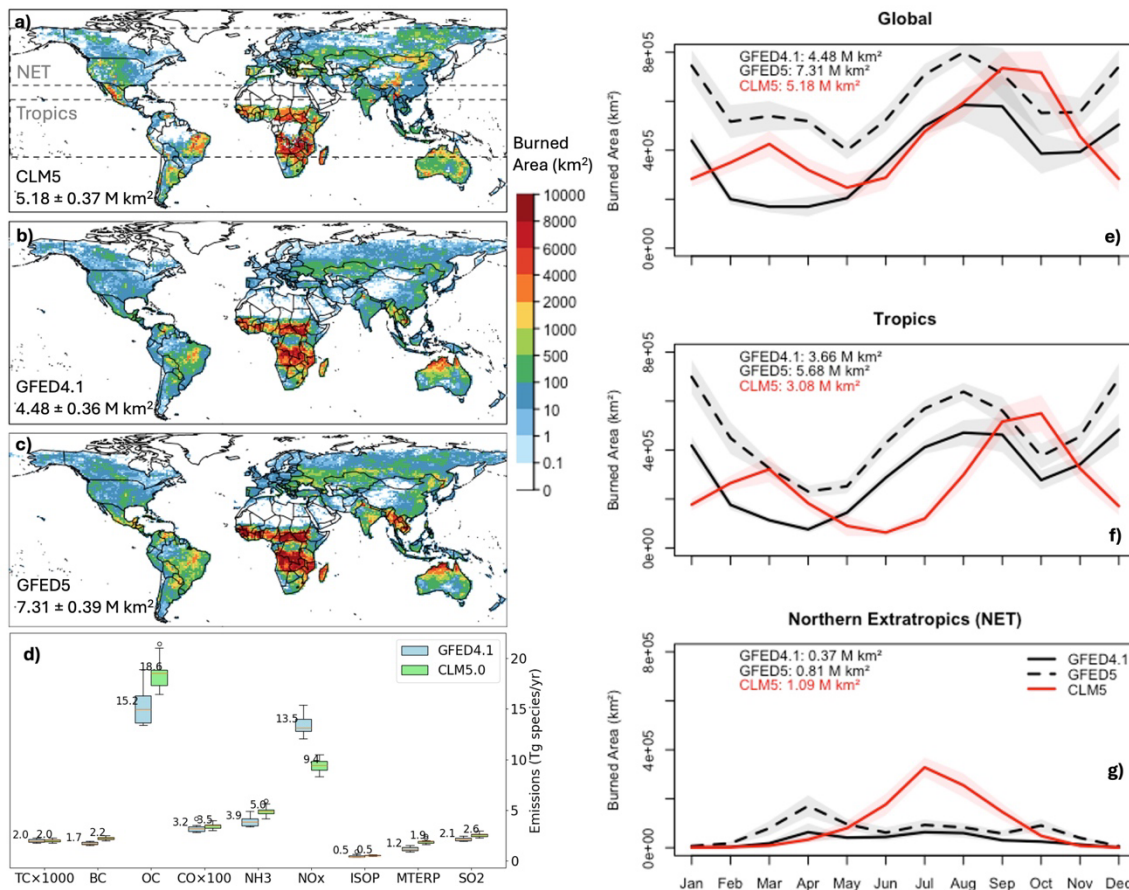 a)
NET
Tropics
CLM5
5.18 ± 0.37 M km²
b)
GFED4.1
4.48 ± 0.36 M km²
c)
GFED5
7.31 ± 0.39 M km²
Burned
Area (km²)
10000
8000
6000
4000
2000
1000
500
100
10
1
0.1
0
d)
GFED4.1
CLM5.0
20
15
10
5
0
Emissions (Tg species/yr)
2.0
2.0
1.7
2.2
15.2
18.6
3.2
3.5
3.9
5.0
13.5
9.4
0.5
0.5
1.2
1.9
2.1
2.6
TC×1000 BC OC CO×100 NH3 NOx ISOP MTERP SO2
Global
GFED4.1: 4.48 M km²
GFED5: 7.31 M km²
CLM5: 5.18 M km²
Burned Area (km²)
8e+05
4e+05
0e+00
e)
Tropics
GFED4.1: 3.66 M km²
GFED5: 5.68 M km²
CLM5: 3.08 M km²
Burned Area (km²)
8e+05
4e+05
0e+00
f)
Northern Extratropics (NET)
GFED4.1: 0.37 M km²
GFED5: 0.81 M km²
CLM5: 1.09 M km²
GFED4.1
GFED5
CLM5
Burned Area (km²)
8e+05
4e+05
0e+00
g)
Jan Feb Mar Apr May Jun Jul Aug Sep Oct Nov Dec